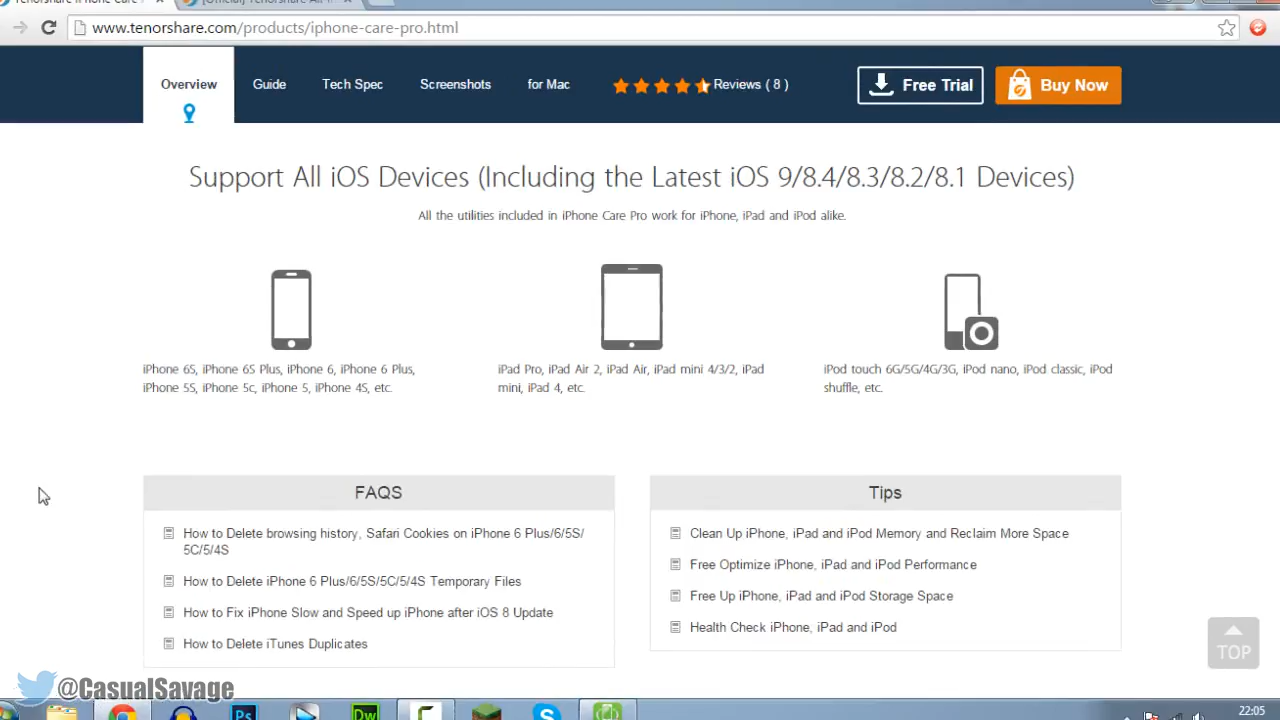 www.tenorshare.com/products/iphone-care-pro.html
Overview Guide Tech Spec Screenshots for Mac Reviews ( 8 ) Free Trial Buy Now
Support All iOS Devices (Including the Latest iOS 9/8.4/8.3/8.2/8.1 Devices)
All the utilities included in iPhone Care Pro work for iPhone, iPad and iPod alike.
iPhone 6S, iPhone 6S Plus, iPhone 6, iPhone 6 Plus,
iPhone 5S, iPhone 5c, iPhone 5, iPhone 4S, etc.
iPad Pro, iPad Air 2, iPad Air, iPad mini 4/3/2, iPad
mini, iPad 4, etc.
iPod touch 6G/5G/4G/3G, iPod nano, iPod classic, iPod
shuffle, etc.
FAQS
How to Delete browsing history, Safari Cookies on iPhone 6 Plus/6/5S/
5C/5/4S
How to Delete iPhone 6 Plus/6/5S/5C/5/4S Temporary Files
How to Fix iPhone Slow and Speed up iPhone after iOS 8 Update
How to Delete iTunes Duplicates
Tips
Clean Up iPhone, iPad and iPod Memory and Reclaim More Space
Free Optimize iPhone, iPad and iPod Performance
Free Up iPhone, iPad and iPod Storage Space
Health Check iPhone, iPad and iPod
TOP
@CasualSavage
Ps
Dw
22:05